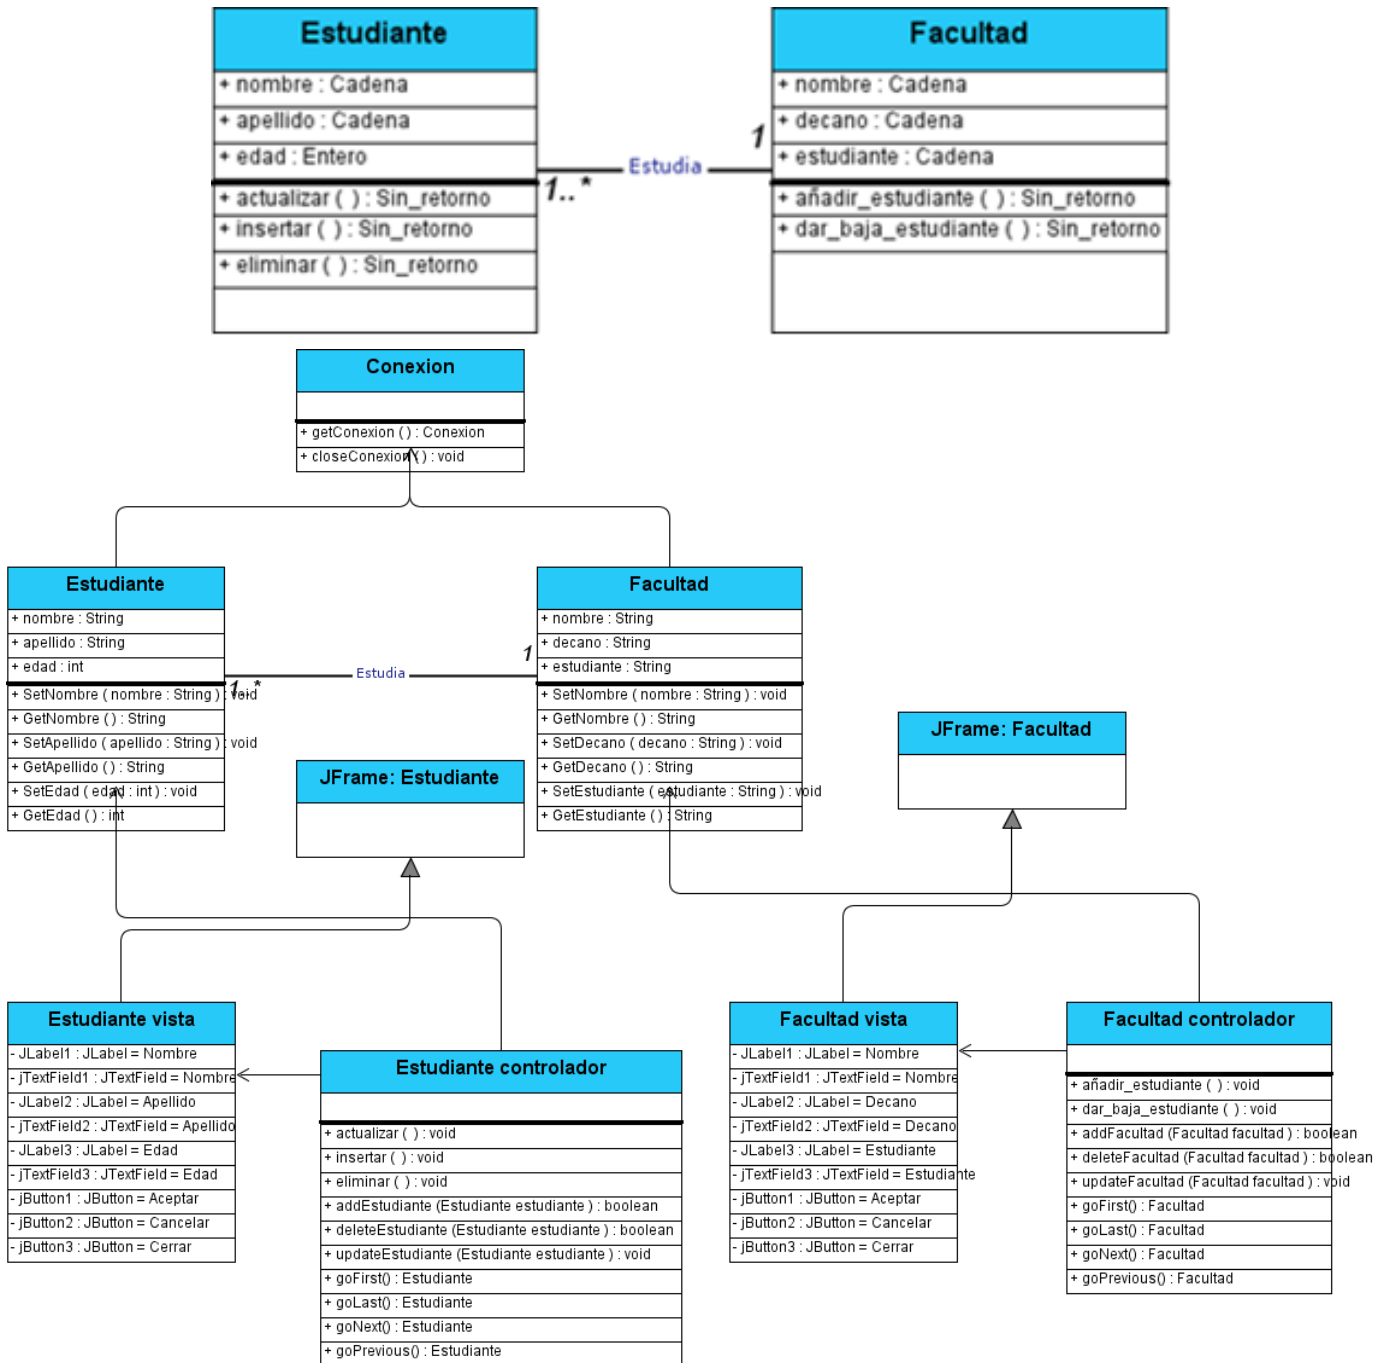 Estudiante
+ nombre : Cadena
+ apellido : Cadena
+ edad : Entero
+ actualizar ( ) : Sin_retorno
+ insertar ( ) : Sin_retorno
+ eliminar ( ) : Sin_retorno
1..*
Estudia
1
Facultad
+ nombre : Cadena
+ decano : Cadena
+ estudiante : Cadena
+ añadir_estudiante ( ) : Sin_retorno
+ dar_baja_estudiante ( ) : Sin_retorno
Conexion
+ getConexion ( ) : Conexion
+ closeConexion ( ) : void
Estudiante
+ nombre : String
+ apellido : String
+ edad : int
+ SetNombre ( nombre : String ) : void
+ GetNombre ( ) : String
+ SetApellido ( apellido : String ) : void
+ GetApellido ( ) : String
+ SetEdad ( edad : int ) : void
+ GetEdad ( ) : int
1..*
Estudia
1
Facultad
+ nombre : String
+ decano : String
+ estudiante : String
+ SetNombre ( nombre : String ) : void
+ GetNombre ( ) : String
+ SetDecano ( decano : String ) : void
+ GetDecano ( ) : String
+ SetEstudiante ( estudiante : String ) : void
+ GetEstudiante ( ) : String
JFrame: Estudiante
JFrame: Facultad
Estudiante vista
- JLabel1 : JLabel = Nombre
- jTextField1 : JTextField = Nombre
- JLabel2 : JLabel = Apellido
- jTextField2 : JTextField = Apellido
- JLabel3 : JLabel = Edad
- jTextField3 : JTextField = Edad
- jButton1 : JButton = Aceptar
- jButton2 : JButton = Cancelar
- jButton3 : JButton = Cerrar
Estudiante controlador
+ actualizar ( ) : void
+ insertar ( ) : void
+ eliminar ( ) : void
+ addEstudiante (Estudiante estudiante ) : boolean
+ deleteEstudiante (Estudiante estudiante ) : boolean
+ updateEstudiante (Estudiante estudiante ) : void
+ goFirst() : Estudiante
+ goLast() : Estudiante
+ goNext() : Estudiante
+ goPrevious() : Estudiante
Facultad vista
- JLabel1 : JLabel = Nombre
- jTextField1 : JTextField = Nombre
- JLabel2 : JLabel = Decano
- jTextField2 : JTextField = Decano
- JLabel3 : JLabel = Estudiante
- jTextField3 : JTextField = Estudiante
- jButton1 : JButton = Aceptar
- jButton2 : JButton = Cancelar
- jButton3 : JButton = Cerrar
Facultad controlador
+ añadir_estudiante ( ) : void
+ dar_baja_estudiante ( ) : void
+ addFacultad (Facultad facultad ) : boolean
+ deleteFacultad (Facultad facultad ) : boolean
+ updateFacultad (Facultad facultad ) : void
+ goFirst() : Facultad
+ goLast() : Facultad
+ goNext() : Facultad
+ goPrevious() : Facultad